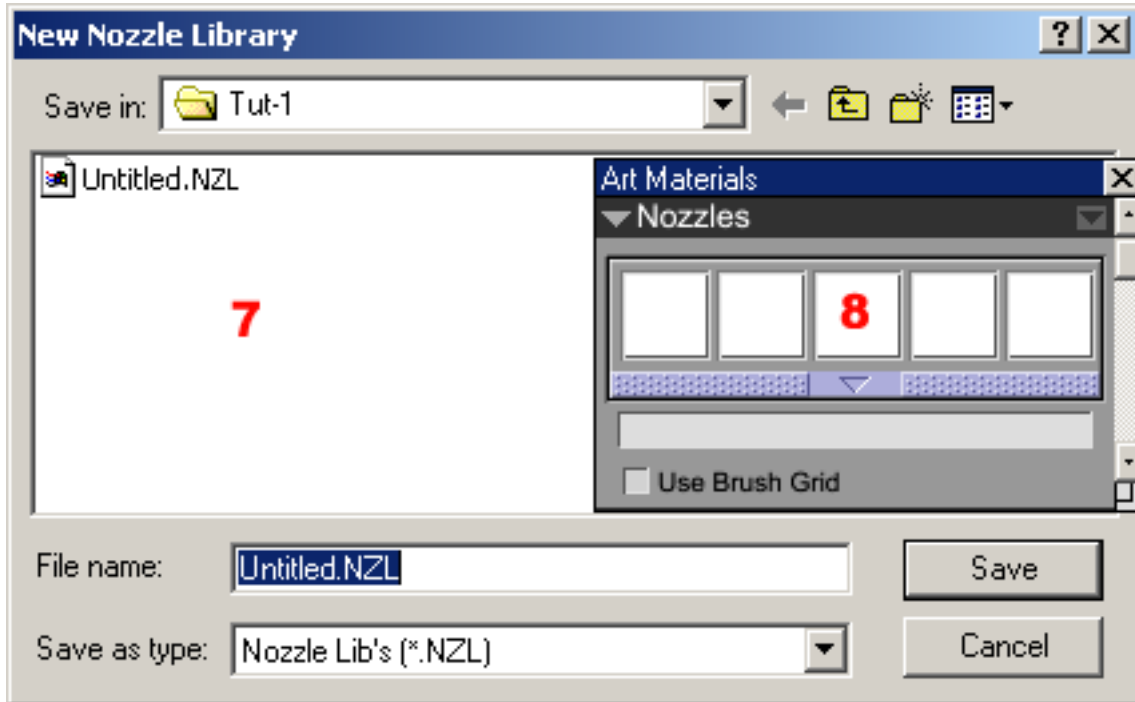 New Nozzle Library
Save in: Tut-1
Untitled.NZL
Art Materials
Nozzles
7
8
Use Brush Grid
File name: Untitled.NZL
Save
Save as type: Nozzle Lib's (*.NZL)
Cancel